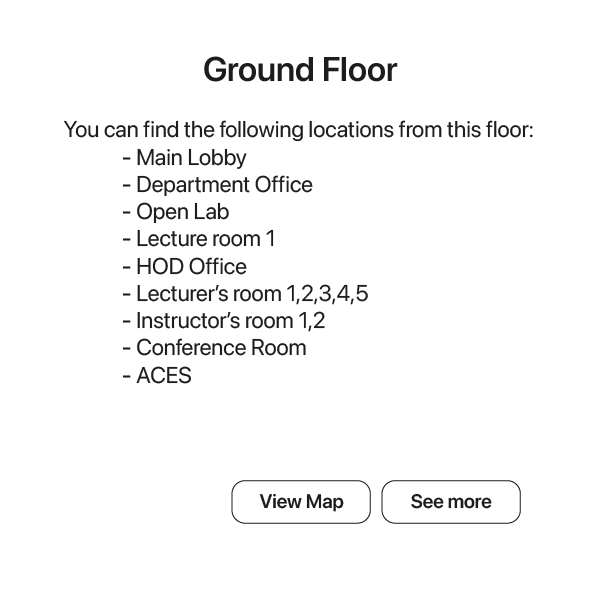 Ground Floor
You can find the following locations from this floor:
- Main Lobby
- Department Office
- Open Lab
- Lecture room 1
- HOD Office
- Lecturer’s room 1,2,3,4,5
- Instructor’s room 1,2
- Conference Room
- ACES
View Map
See more